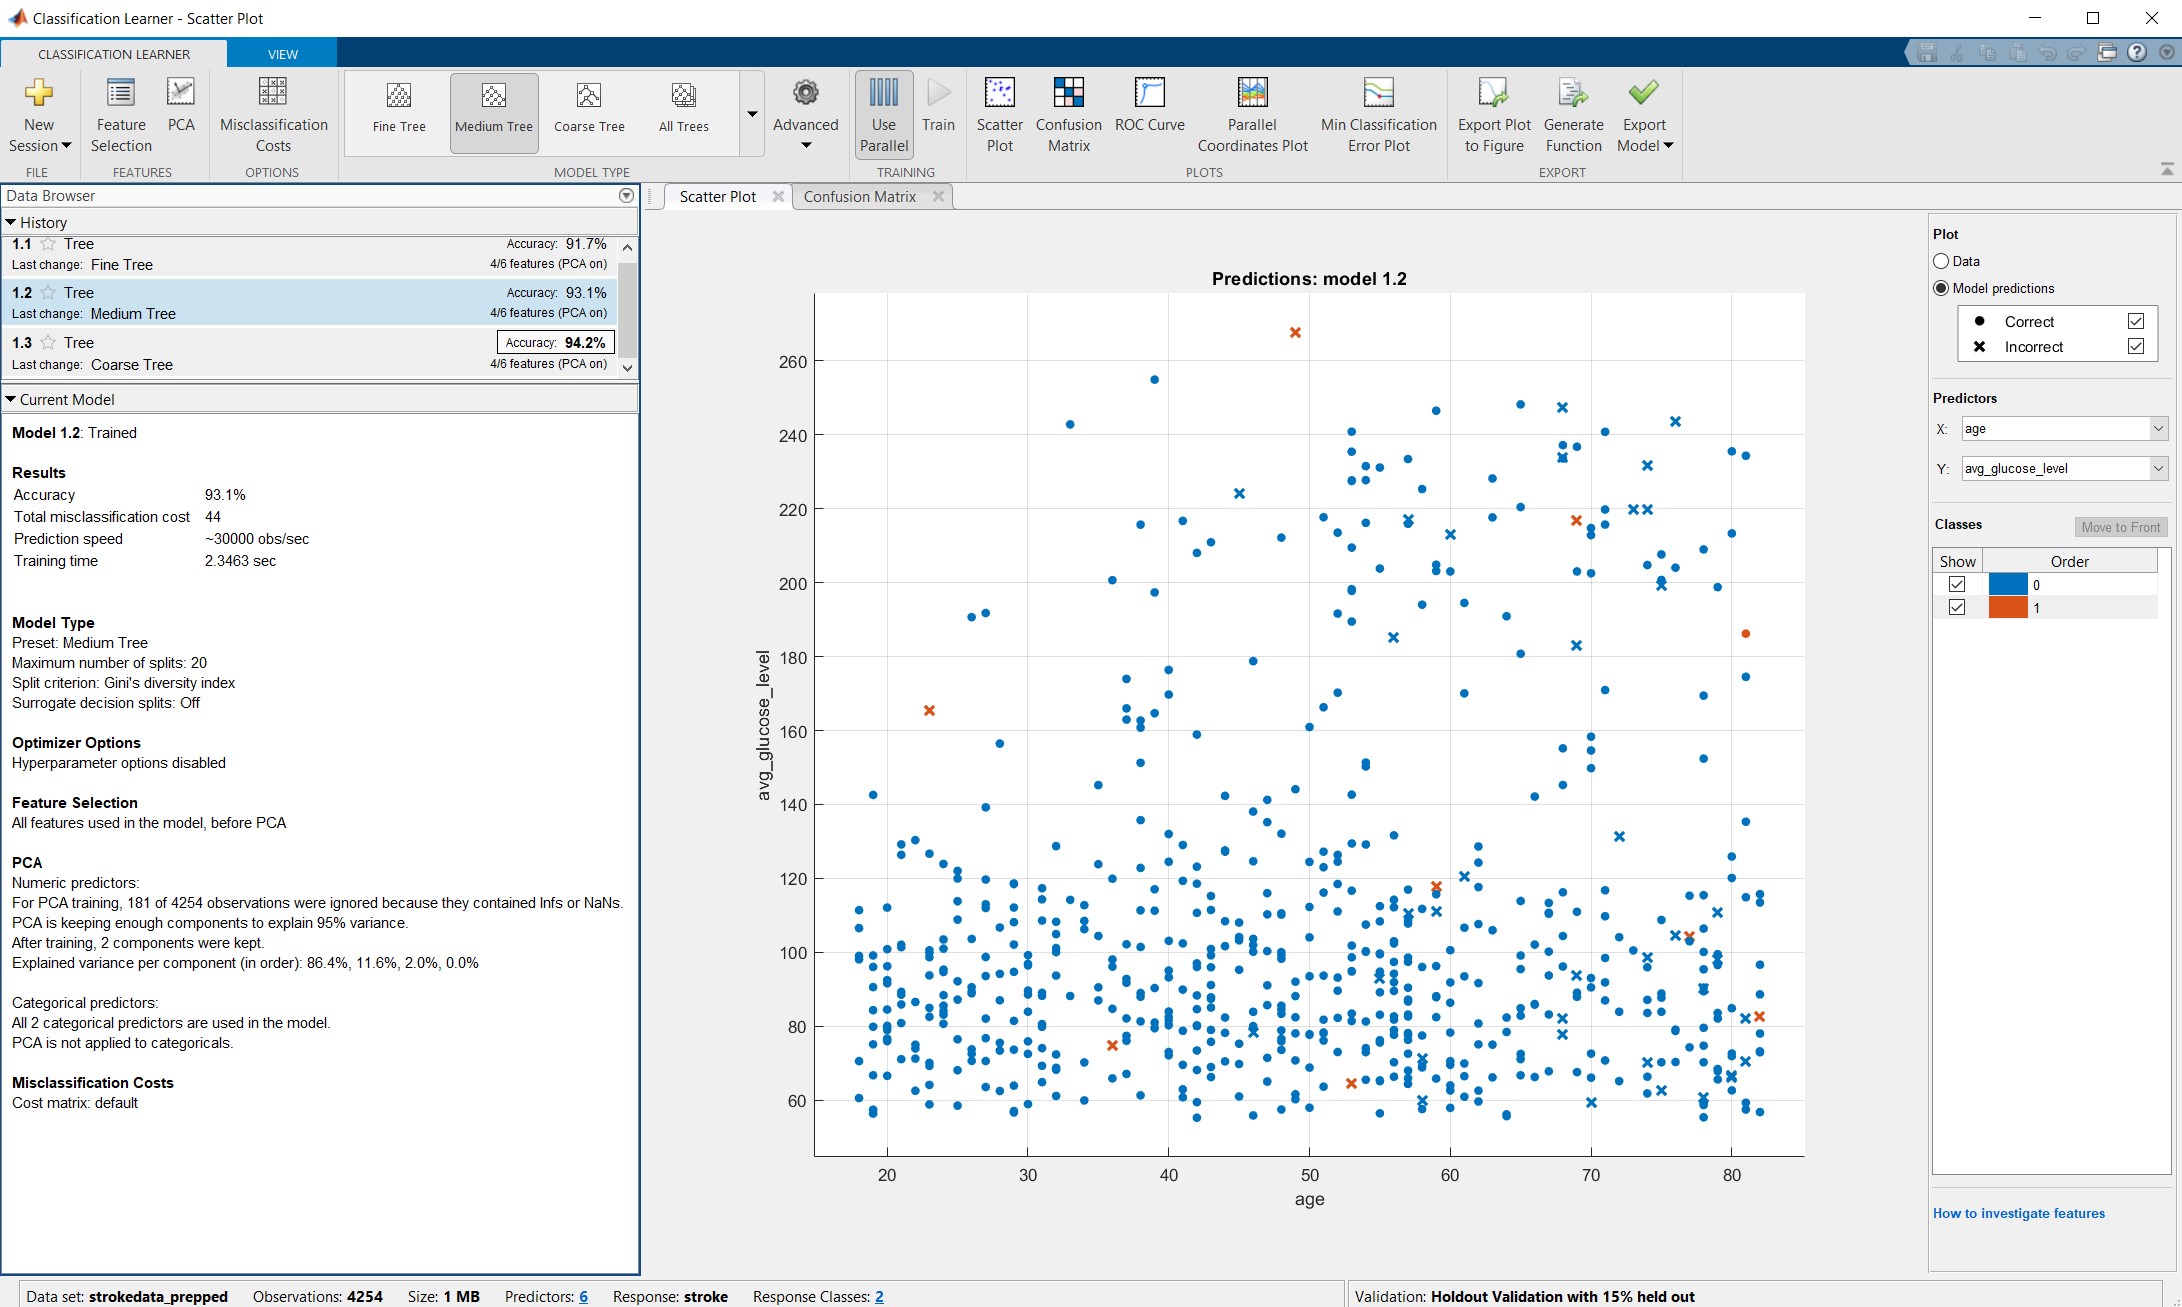 Classification Learner - Scatter Plot
CLASSIFICATION LEARNER VIEW
New Session
Feature Selection
PCA
Misclassification Costs
Fine Tree
Medium Tree
Coarse Tree
All Trees
Advanced
Use Parallel
Train
Scatter Plot
Confusion Matrix
ROC Curve
Parallel Coordinates Plot
Min Classification Error Plot
Export Plot to Figure
Generate Function
Export Model
FILE FEATURES OPTIONS MODEL TYPE TRAINING PLOTS EXPORT
Data Browser
History
1.1 Tree Accuracy: 91.7%
Last change: Fine Tree 4/6 features (PCA on)
1.2 Tree Accuracy: 93.1%
Last change: Medium Tree 4/6 features (PCA on)
1.3 Tree Accuracy: 94.2%
Last change: Coarse Tree 4/6 features (PCA on)
Current Model
Model 1.2: Trained
Results
Accuracy 93.1%
Total misclassification cost 44
Prediction speed ~30000 obs/sec
Training time 2.3463 sec
Model Type
Preset: Medium Tree
Maximum number of splits: 20
Split criterion: Gini's diversity index
Surrogate decision splits: Off
Optimizer Options
Hyperparameter options disabled
Feature Selection
All features used in the model, before PCA
PCA
Numeric predictors:
For PCA training, 181 of 4254 observations were ignored because they contained Infs or NaNs.
PCA is keeping enough components to explain 95% variance.
After training, 2 components were kept.
Explained variance per component (in order): 86.4%, 11.6%, 2.0%, 0.0%
Categorical predictors:
All 2 categorical predictors are used in the model.
PCA is not applied to categoricals.
Misclassification Costs
Cost matrix: default
Scatter Plot Confusion Matrix
Predictions: model 1.2
260
240
220
200
180
160
140
120
100
80
60
avg_glucose_level
20 30 40 50 60 70 80
age
Plot
Data
Model predictions
Correct
Incorrect
Predictors
X: age
Y: avg_glucose_level
Classes Move to Front
Show Order
0
1
How to investigate features
Data set: strokedata_prepped Observations: 4254 Size: 1 MB Predictors: 6 Response: stroke Response Classes: 2 Validation: Holdout Validation with 15% held out